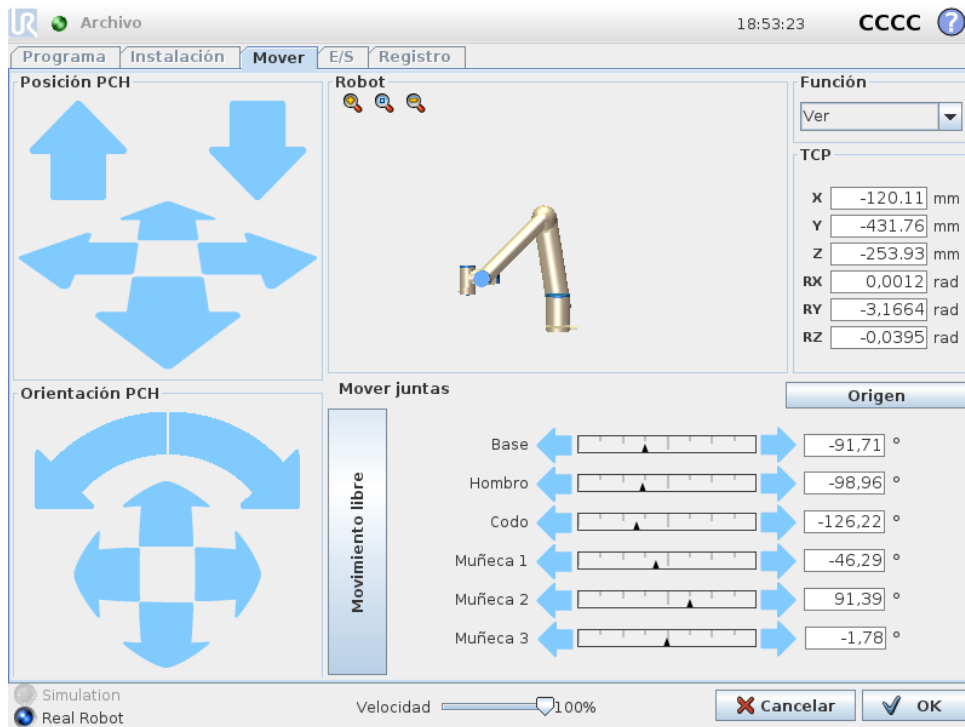 UR Archivo 18:53:23 CCCC ?
Programa Instalación Mover E/S Registro
Posición PCH
Robot
Función
Ver
TCP
X -120.11 mm
Y -431.76 mm
Z -253.93 mm
RX 0,0012 rad
RY -3,1664 rad
RZ -0,0395 rad
Orientación PCH
Mover juntas
Origen
Movimiento libre
Base -91,71 °
Hombro -98,96 °
Codo -126,22 °
Muñeca 1 -46,29 °
Muñeca 2 91,39 °
Muñeca 3 -1,78 °
Simulation
Real Robot
Velocidad 100%
Cancelar
OK